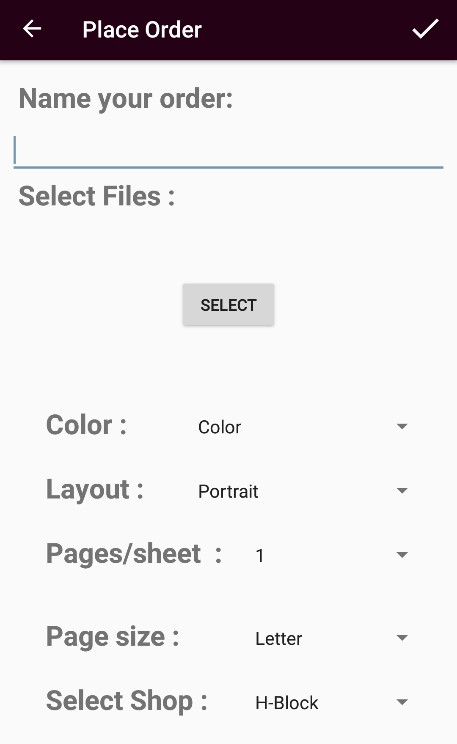 Place Order
Name your order:
Select Files :
SELECT
Color : Color
Layout : Portrait
Pages/sheet : 1
Page size : Letter
Select Shop : H-Block